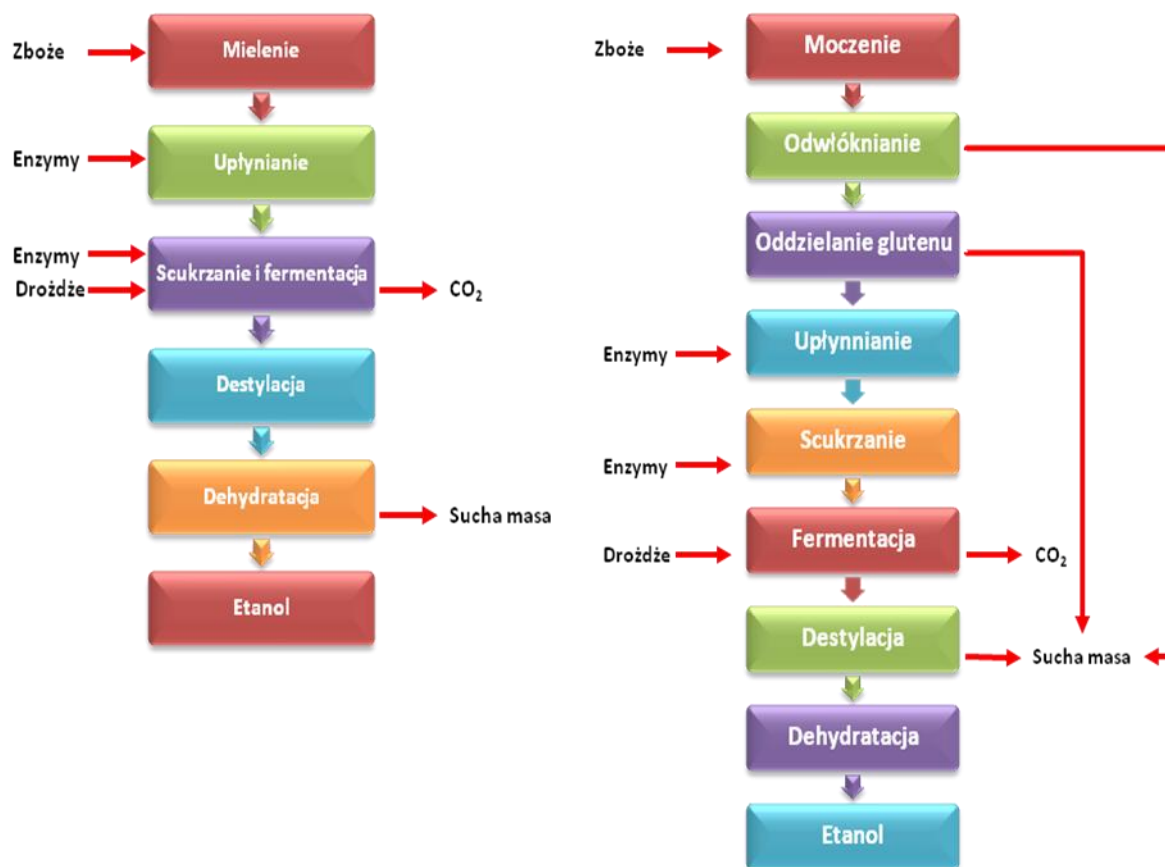 Zboże
Mielenie
Enzymy
Upłynianie
Enzymy
Drożdże
Scukrzanie i fermentacja
CO2
Destylacja
Dehydratacja
Sucha masa
Etanol
Zboże
Moczenie
Odwłóknianie
Oddzielanie glutenu
Enzymy
Upłynnianie
Enzymy
Scukrzanie
Drożdże
Fermentacja
CO2
Destylacja
Sucha masa
Dehydratacja
Etanol